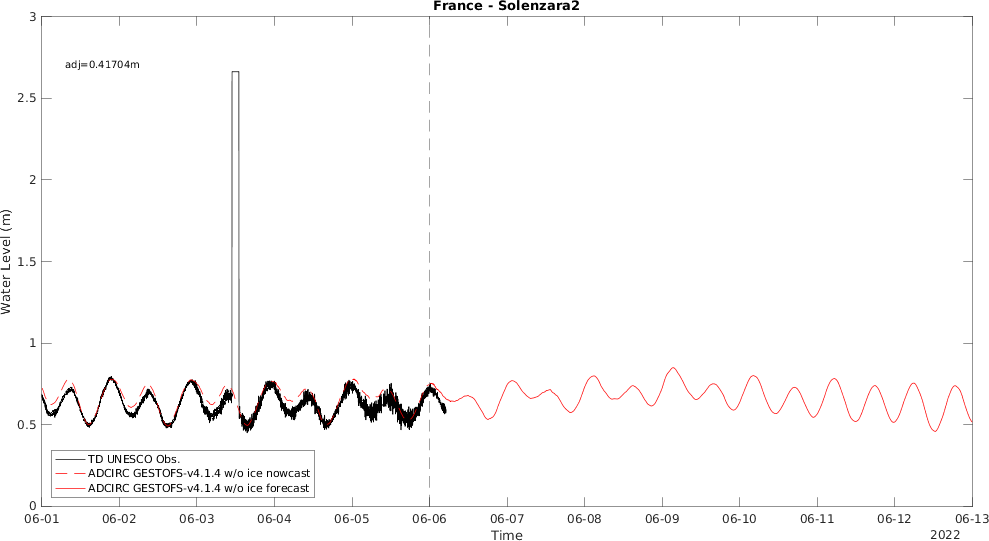 France - Solenzara2
adj=0.41704m
3
2.5
2
1.5
1
0.5
0
Water Level (m)
TD UNESCO Obs.
ADCIRC GESTOFS-v4.1.4 w/o ice nowcast
ADCIRC GESTOFS-v4.1.4 w/o ice forecast
06-01 06-02 06-03 06-04 06-05 06-06 06-07 06-08 06-09 06-10 06-11 06-12 06-13
Time
2022